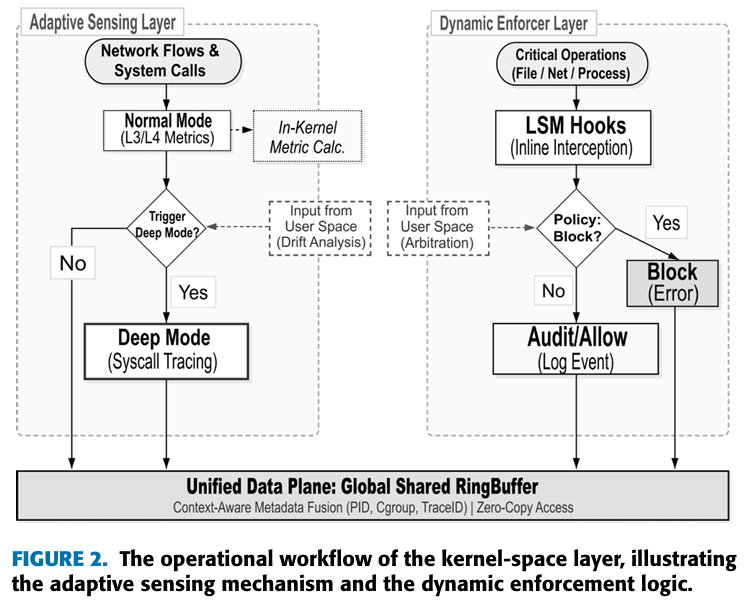 Adaptive Sensing Layer
Network Flows &
System Calls
Normal Mode
(L3/L4 Metrics)
In-Kernel
Metric Calc.
Trigger
Deep Mode?
Input from
User Space
(Drift Analysis)
No
Yes
Deep Mode
(Syscall Tracing)
Dynamic Enforcer Layer
Critical Operations
(File / Net / Process)
LSM Hooks
(Inline Interception)
Input from
User Space
(Arbitration)
Policy:
Block?
Yes
Block
(Error)
No
Audit/Allow
(Log Event)
Unified Data Plane: Global Shared RingBuffer
Context-Aware Metadata Fusion (PID, Cgroup, TraceID) | Zero-Copy Access
FIGURE 2. The operational workflow of the kernel-space layer, illustrating
the adaptive sensing mechanism and the dynamic enforcement logic.